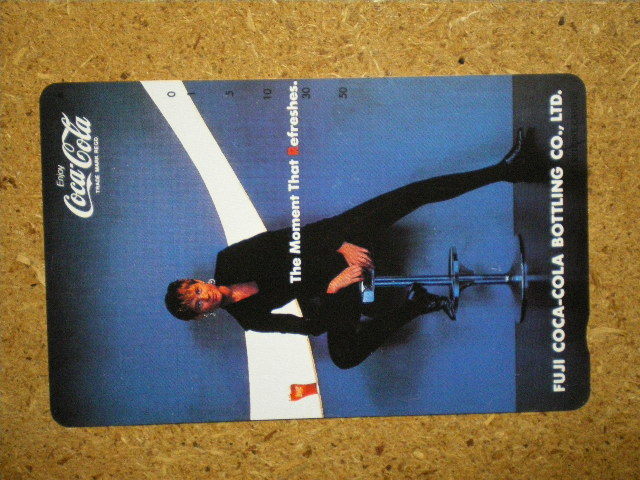 Enjoy
Coca-Cola
TRADE MARK REGD
0 1 5 10 30 50
The Moment That Refreshes.
FUJI COCA-COLA BOTTLING CO., LTD.